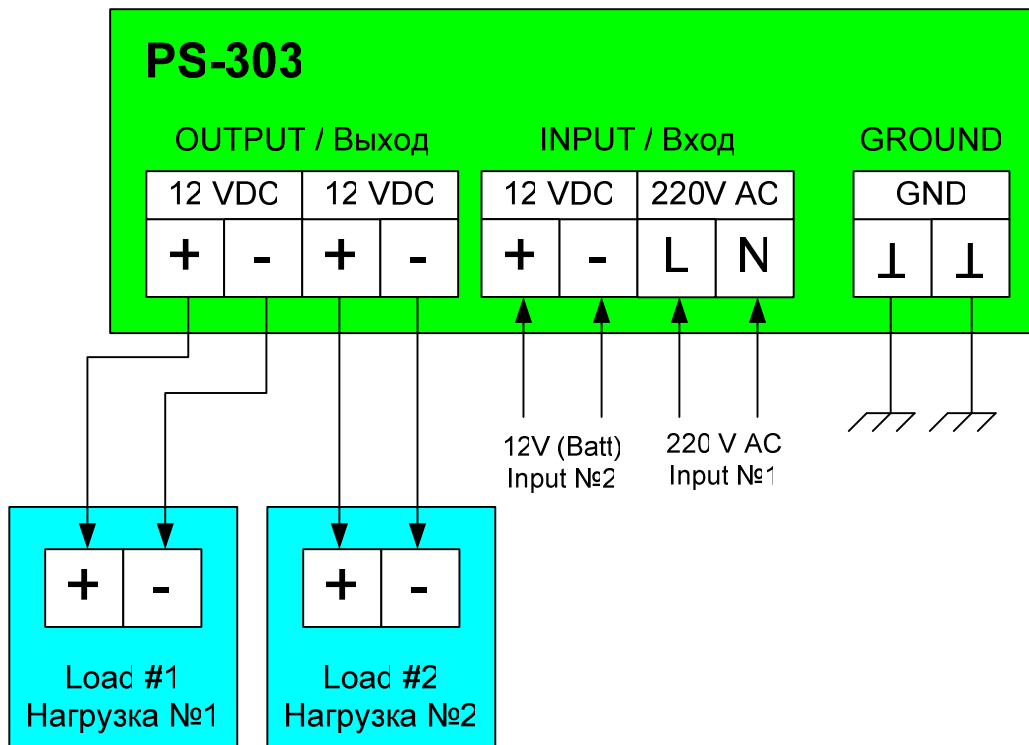 PS-303
OUTPUT / Выход
INPUT / Вход
GROUND
12 VDC
12 VDC
12 VDC
220V AC
GND
+ - + -
+ - L N
⊥ ⊥
12V (Batt)
Input №2
220 V AC
Input №1
+ -
Load #1
Нагрузка №1
+ -
Load #2
Нагрузка №2